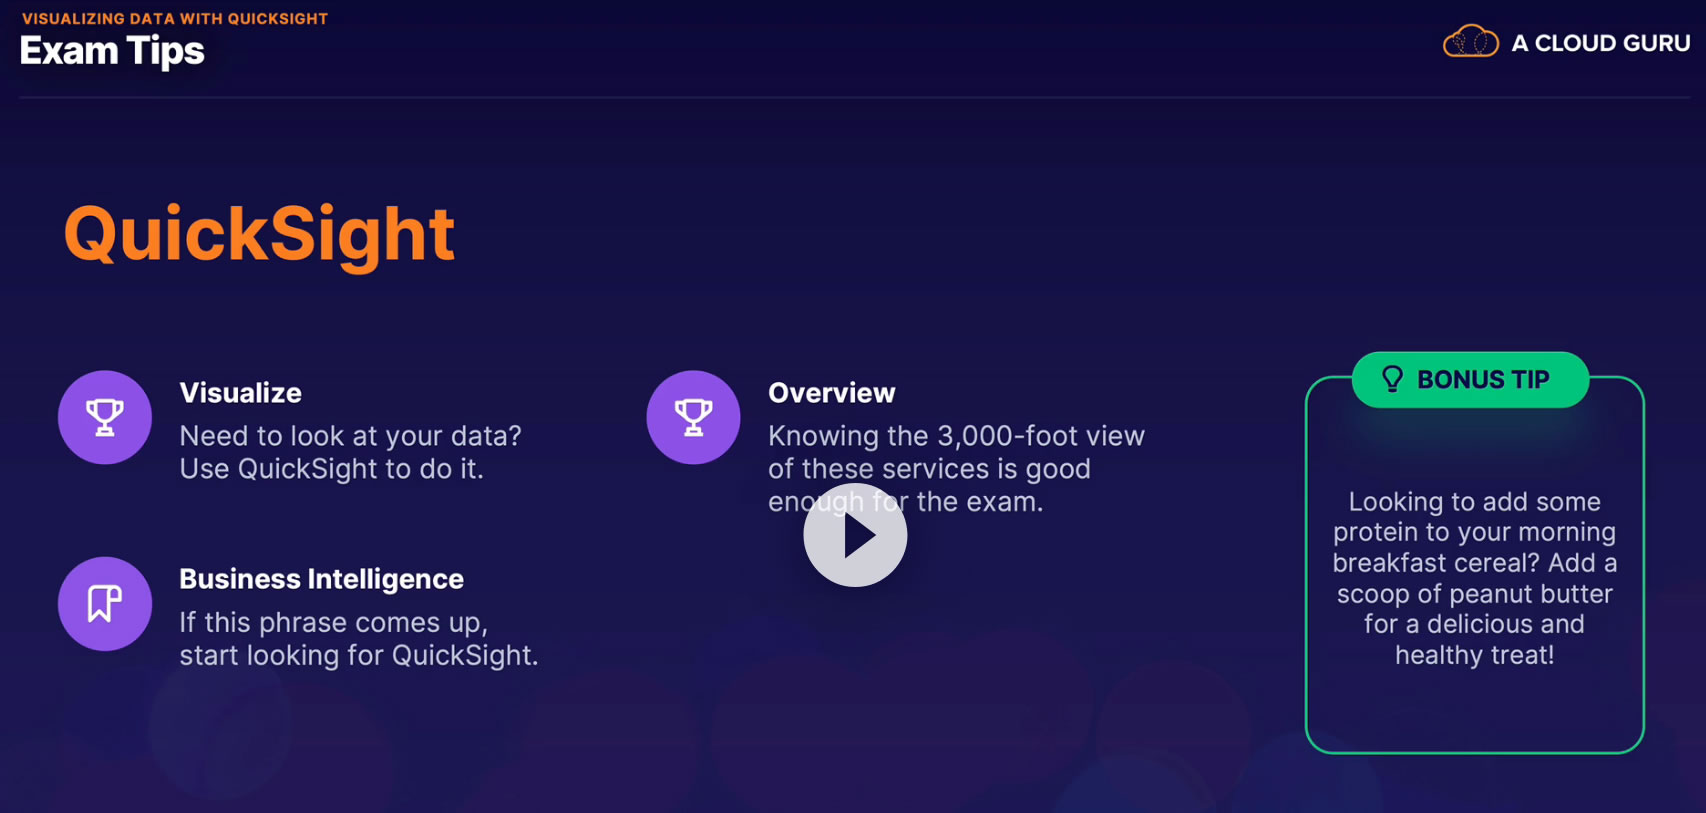 VISUALIZING DATA WITH QUICKSIGHT
Exam Tips
A CLOUD GURU
QuickSight
Visualize
Need to look at your data?
Use QuickSight to do it.
Overview
Knowing the 3,000-foot view
of these services is good
enough for the exam.
Business Intelligence
If this phrase comes up,
start looking for QuickSight.
BONUS TIP
Looking to add some
protein to your morning
breakfast cereal? Add a
scoop of peanut butter
for a delicious and
healthy treat!